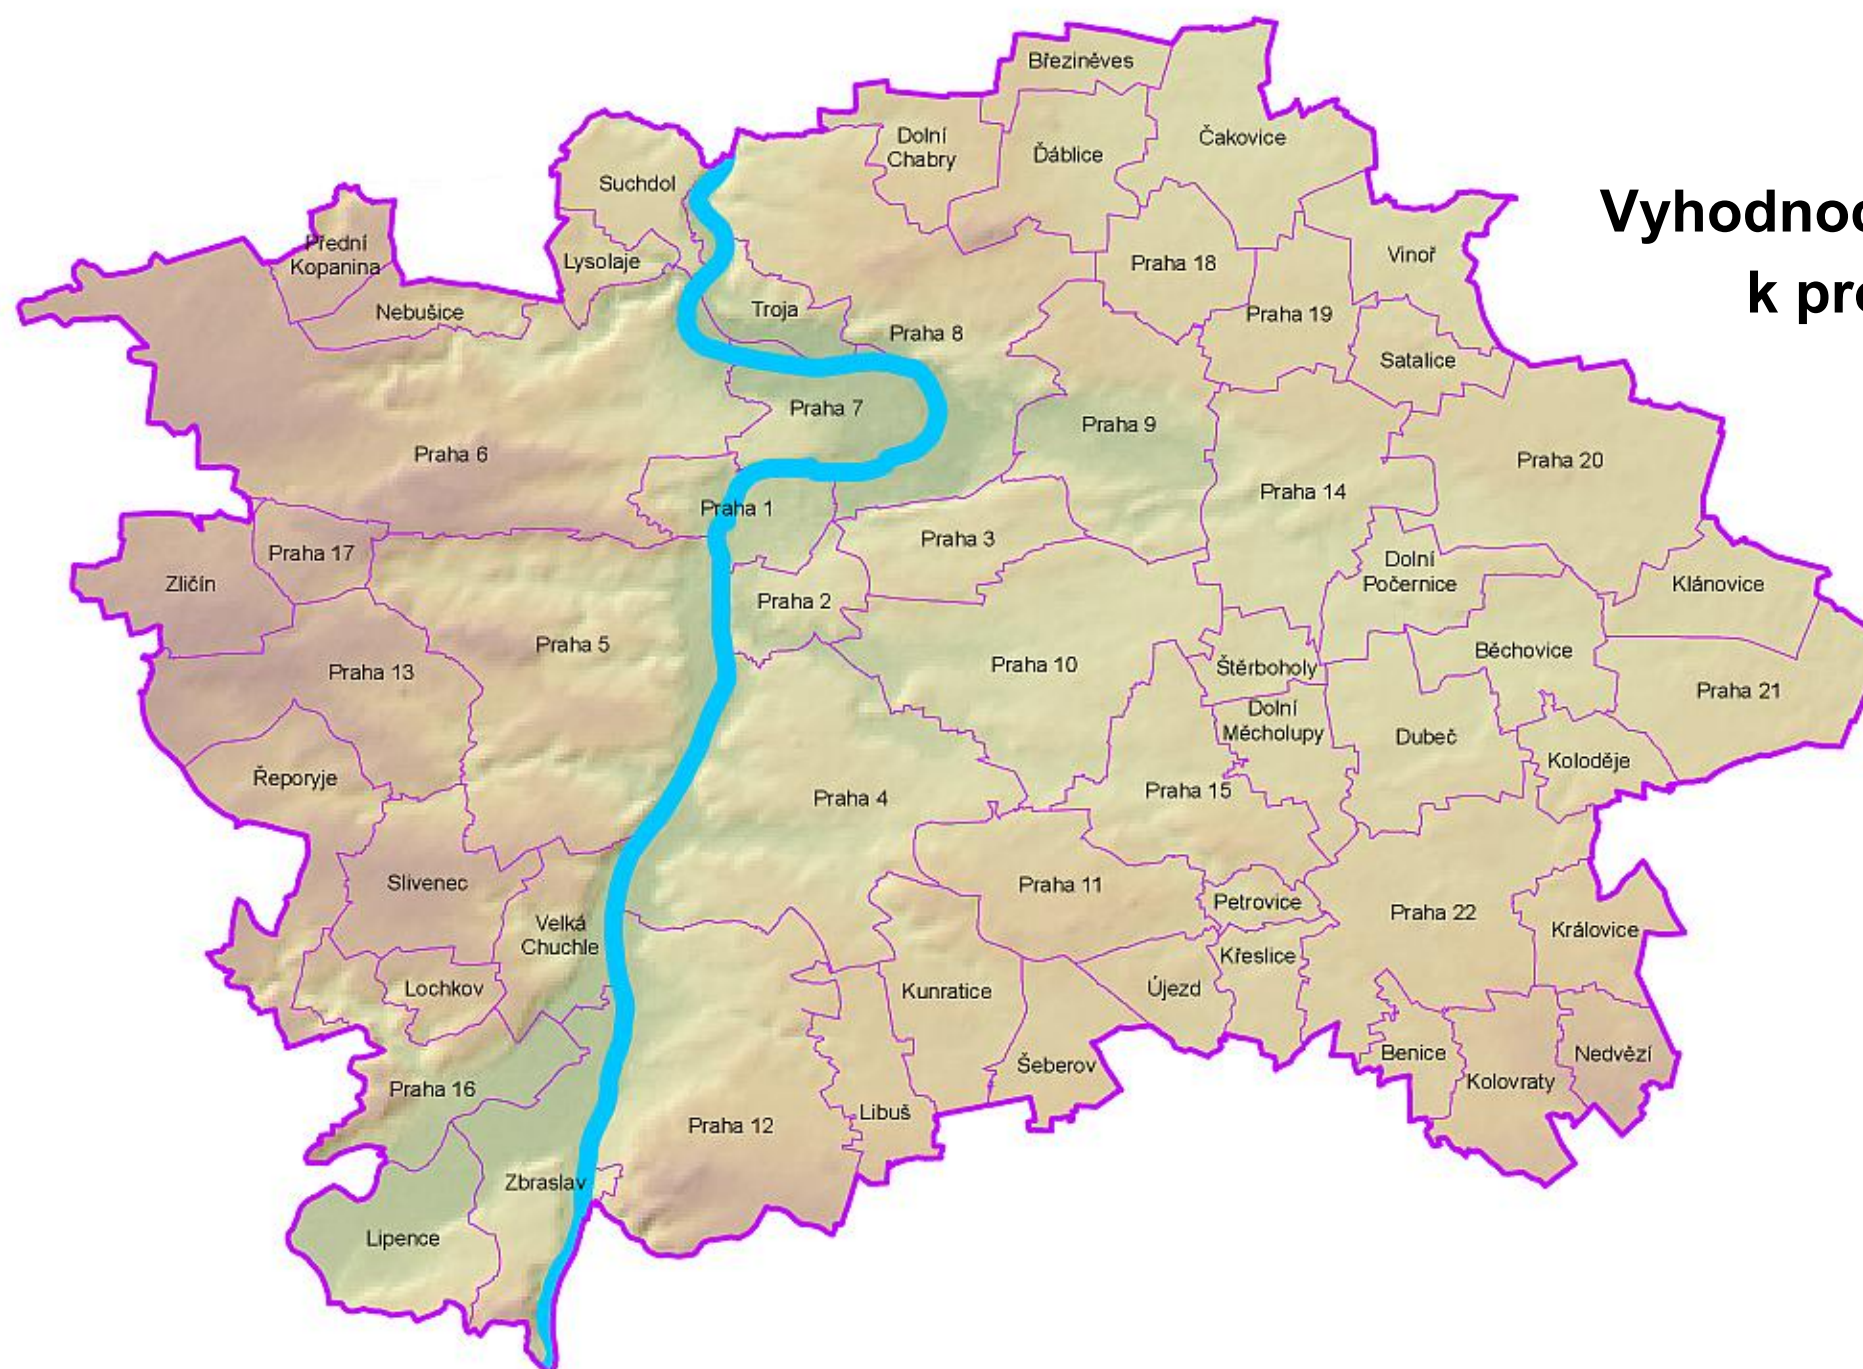 Březiněves
Dolní
Chabry
Ďáblice
Čakovice
Suchdol
Přední
Kopanina
Lysolaje
Nebušice
Troja
Praha 8
Praha 18
Vinoř
Praha 19
Satalice
Vyhodnoc
k pro
Praha 7
Praha 9
Praha 6
Praha 20
Praha 14
Praha 1
Praha 3
Praha 17
Zličín
Dolní
Počernice
Klánovice
Praha 2
Praha 5
Praha 10
Štěrboholy
Běchovice
Praha 13
Praha 21
Dolní
Měcholupy
Dubeč
Koloděje
Řeporyje
Praha 4
Praha 15
Slivenec
Praha 11
Petrovice
Praha 22
Královice
Velká
Chuchle
Křeslice
Lochkov
Kunratice
Újezd
Šeberov
Benice
Nedvězí
Kolovraty
Praha 16
Libuš
Praha 12
Zbraslav
Lipence